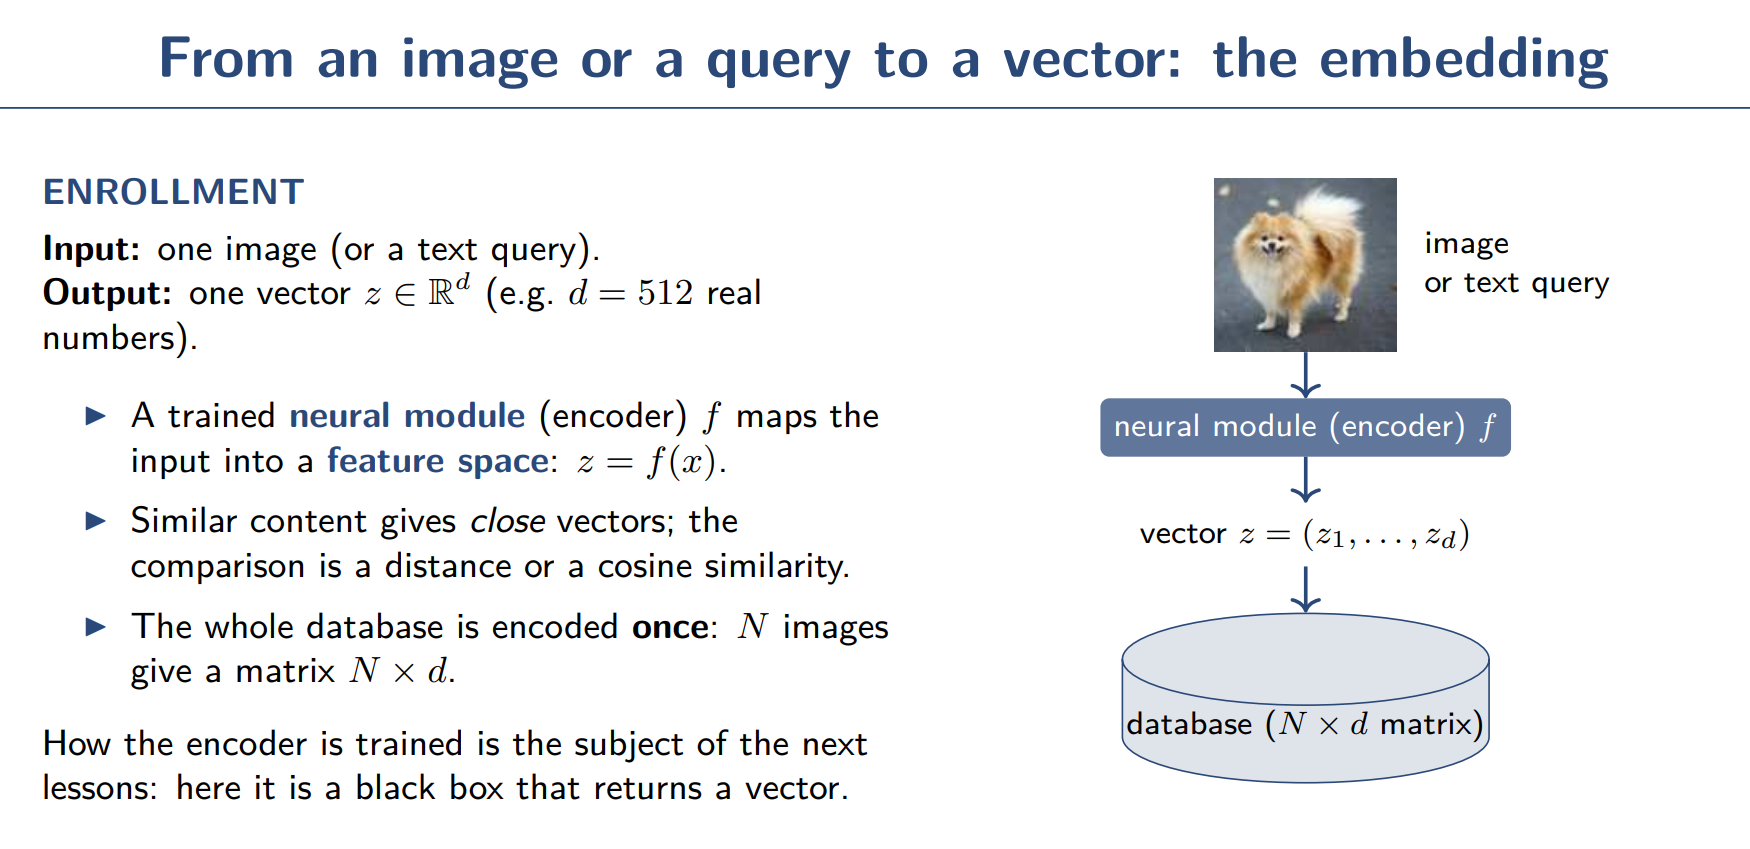 From an image or a query to a vector: the embedding
ENROLLMENT
Input: one image (or a text query).
Output: one vector z ∈ ℝ^d (e.g. d = 512 real
numbers).
▶ A trained neural module (encoder) f maps the
input into a feature space: z = f(x).
▶ Similar content gives close vectors; the
comparison is a distance or a cosine similarity.
▶ The whole database is encoded once: N images
give a matrix N × d.
How the encoder is trained is the subject of the next
lessons: here it is a black box that returns a vector.
image
or text query
neural module (encoder) f
vector z = (z₁, . . . , z_d)
database (N × d matrix)